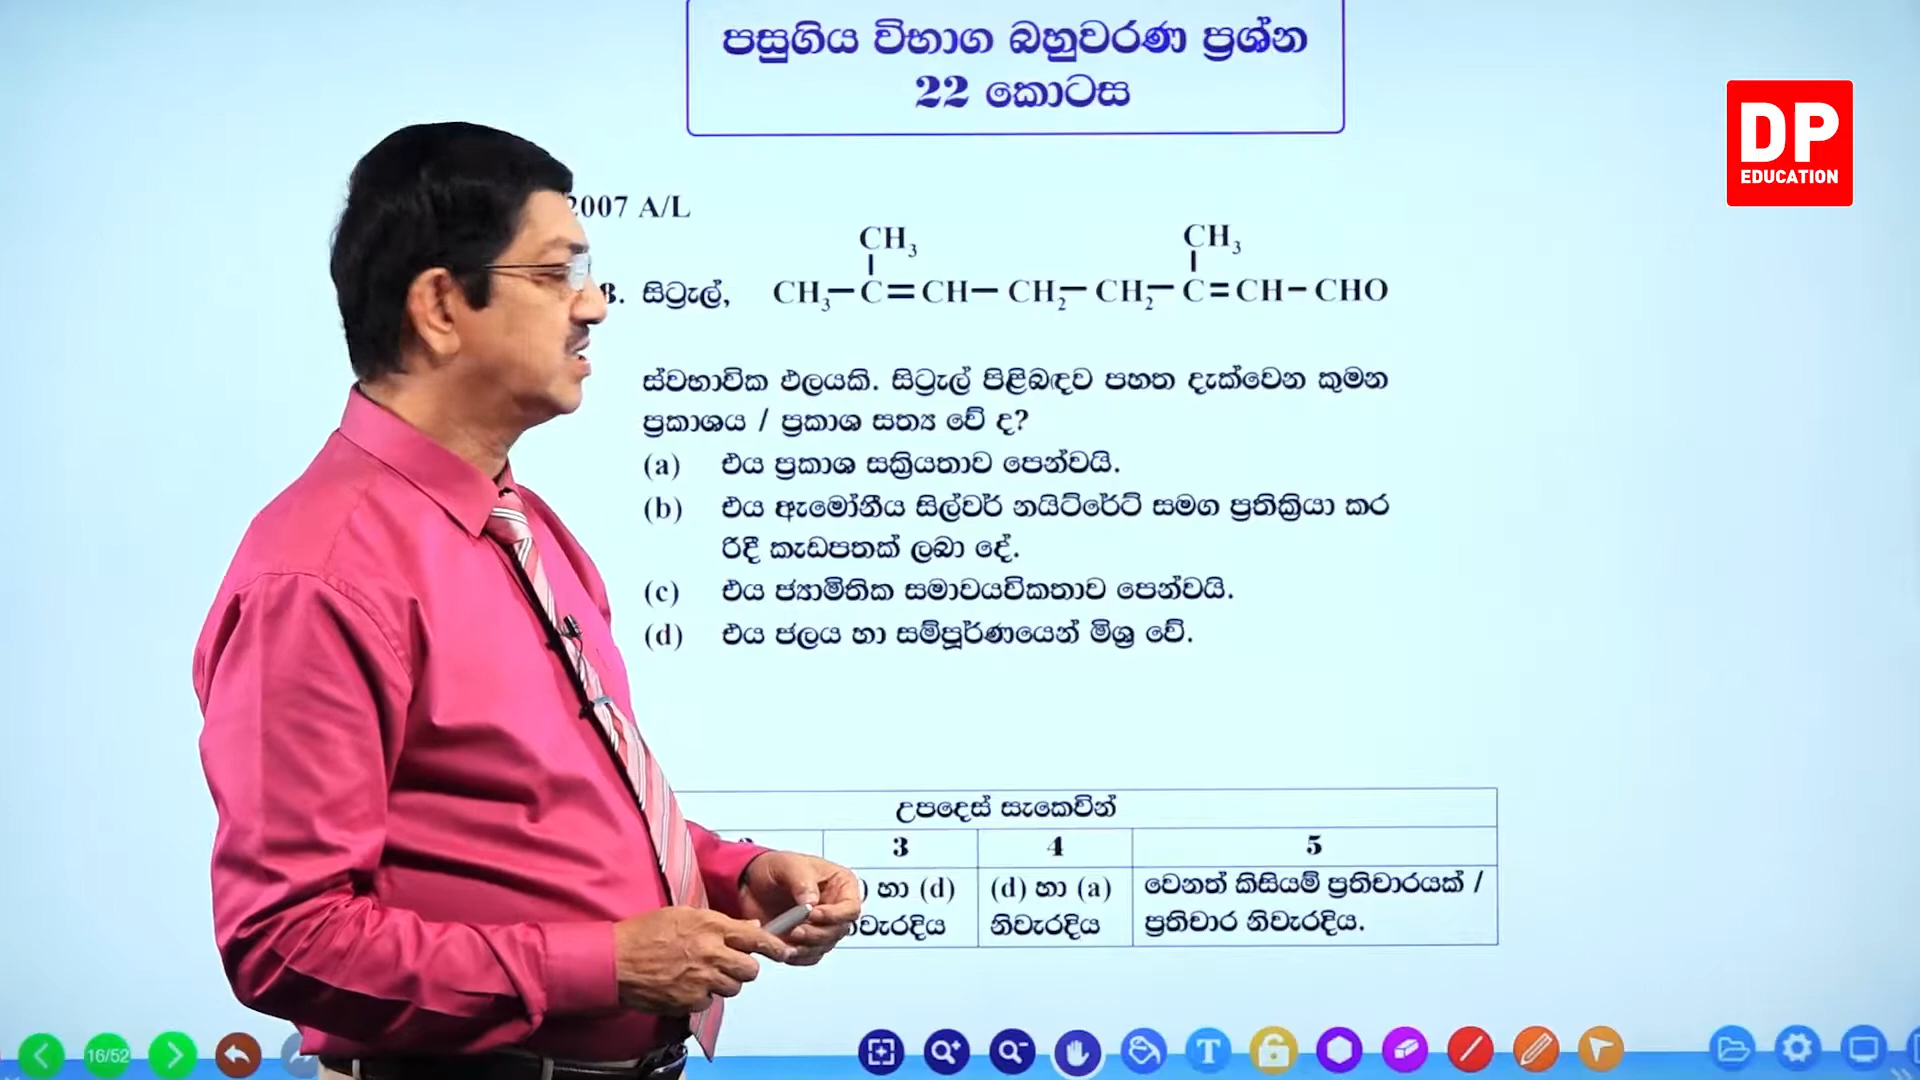 පසුගිය විභාග බහුවරණ ප්‍රශ්න
22 කොටස
DP
EDUCATION
2007 A/L
CH₃ CH₃
8. සිට්‍රැල්, CH₃—C=CH—CH₂—CH₂—C=CH—CHO
ස්වභාවික ඵලයකි. සිට්‍රැල් පිළිබඳව පහත දැක්වෙන කුමන
ප්‍රකාශය / ප්‍රකාශ සත්‍ය වේ ද?
(a) එය ප්‍රකාශ සක්‍රියතාව පෙන්වයි.
(b) එය ඇමෝනීය සිල්වර් නයිට්රේට් සමග ප්‍රතික්‍රියා කර
රිදී කැඩපතක් ලබා දේ.
(c) එය ජ්‍යාමිතික සමාවයවිකතාව පෙන්වයි.
(d) එය ජලය හා සම්පූර්ණයෙන් මිශ්‍ර වේ.
උපදෙස් සැකෙවින්
3 4 5
හා (d) (d) හා (a) වෙනත් කිසියම් ප්‍රතිචාරයක් /
නිවැරදිය ප්‍රතිචාර නිවැරදිය.
16/52
T